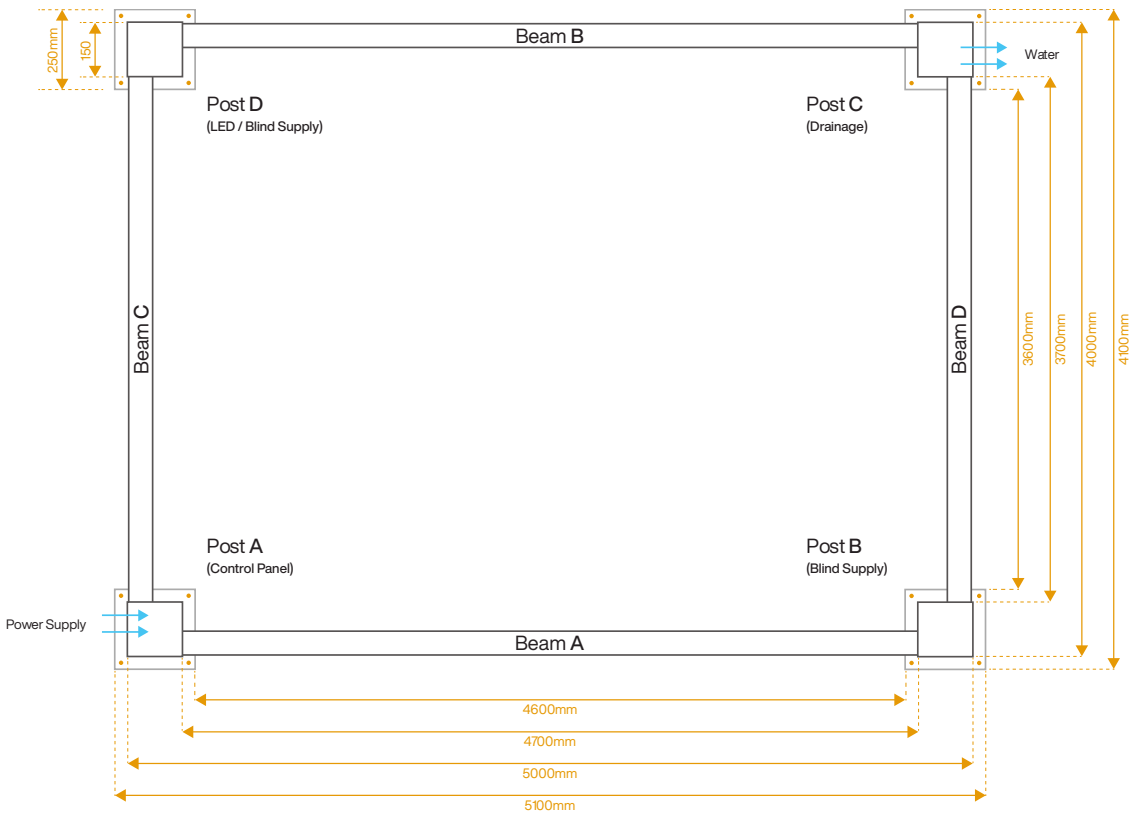 250mm
150
Beam B
Water
Post D
(LED / Blind Supply)
Post C
(Drainage)
Beam C
Beam D
3600mm
3700mm
4000mm
4100mm
Post A
(Control Panel)
Post B
(Blind Supply)
Power Supply
Beam A
4600mm
4700mm
5000mm
5100mm